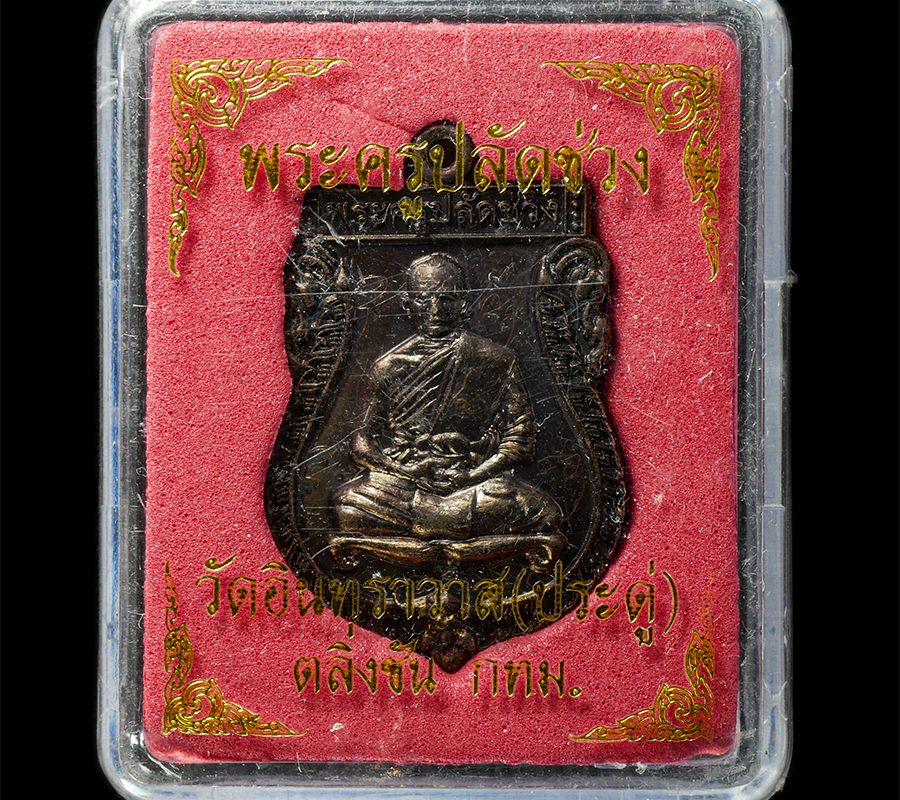 พระครูปลัดช่วง
พระครูปลัดช่วง
วัดอินทราวาส(ประดู่)
ตลิ่งชัน กทม.